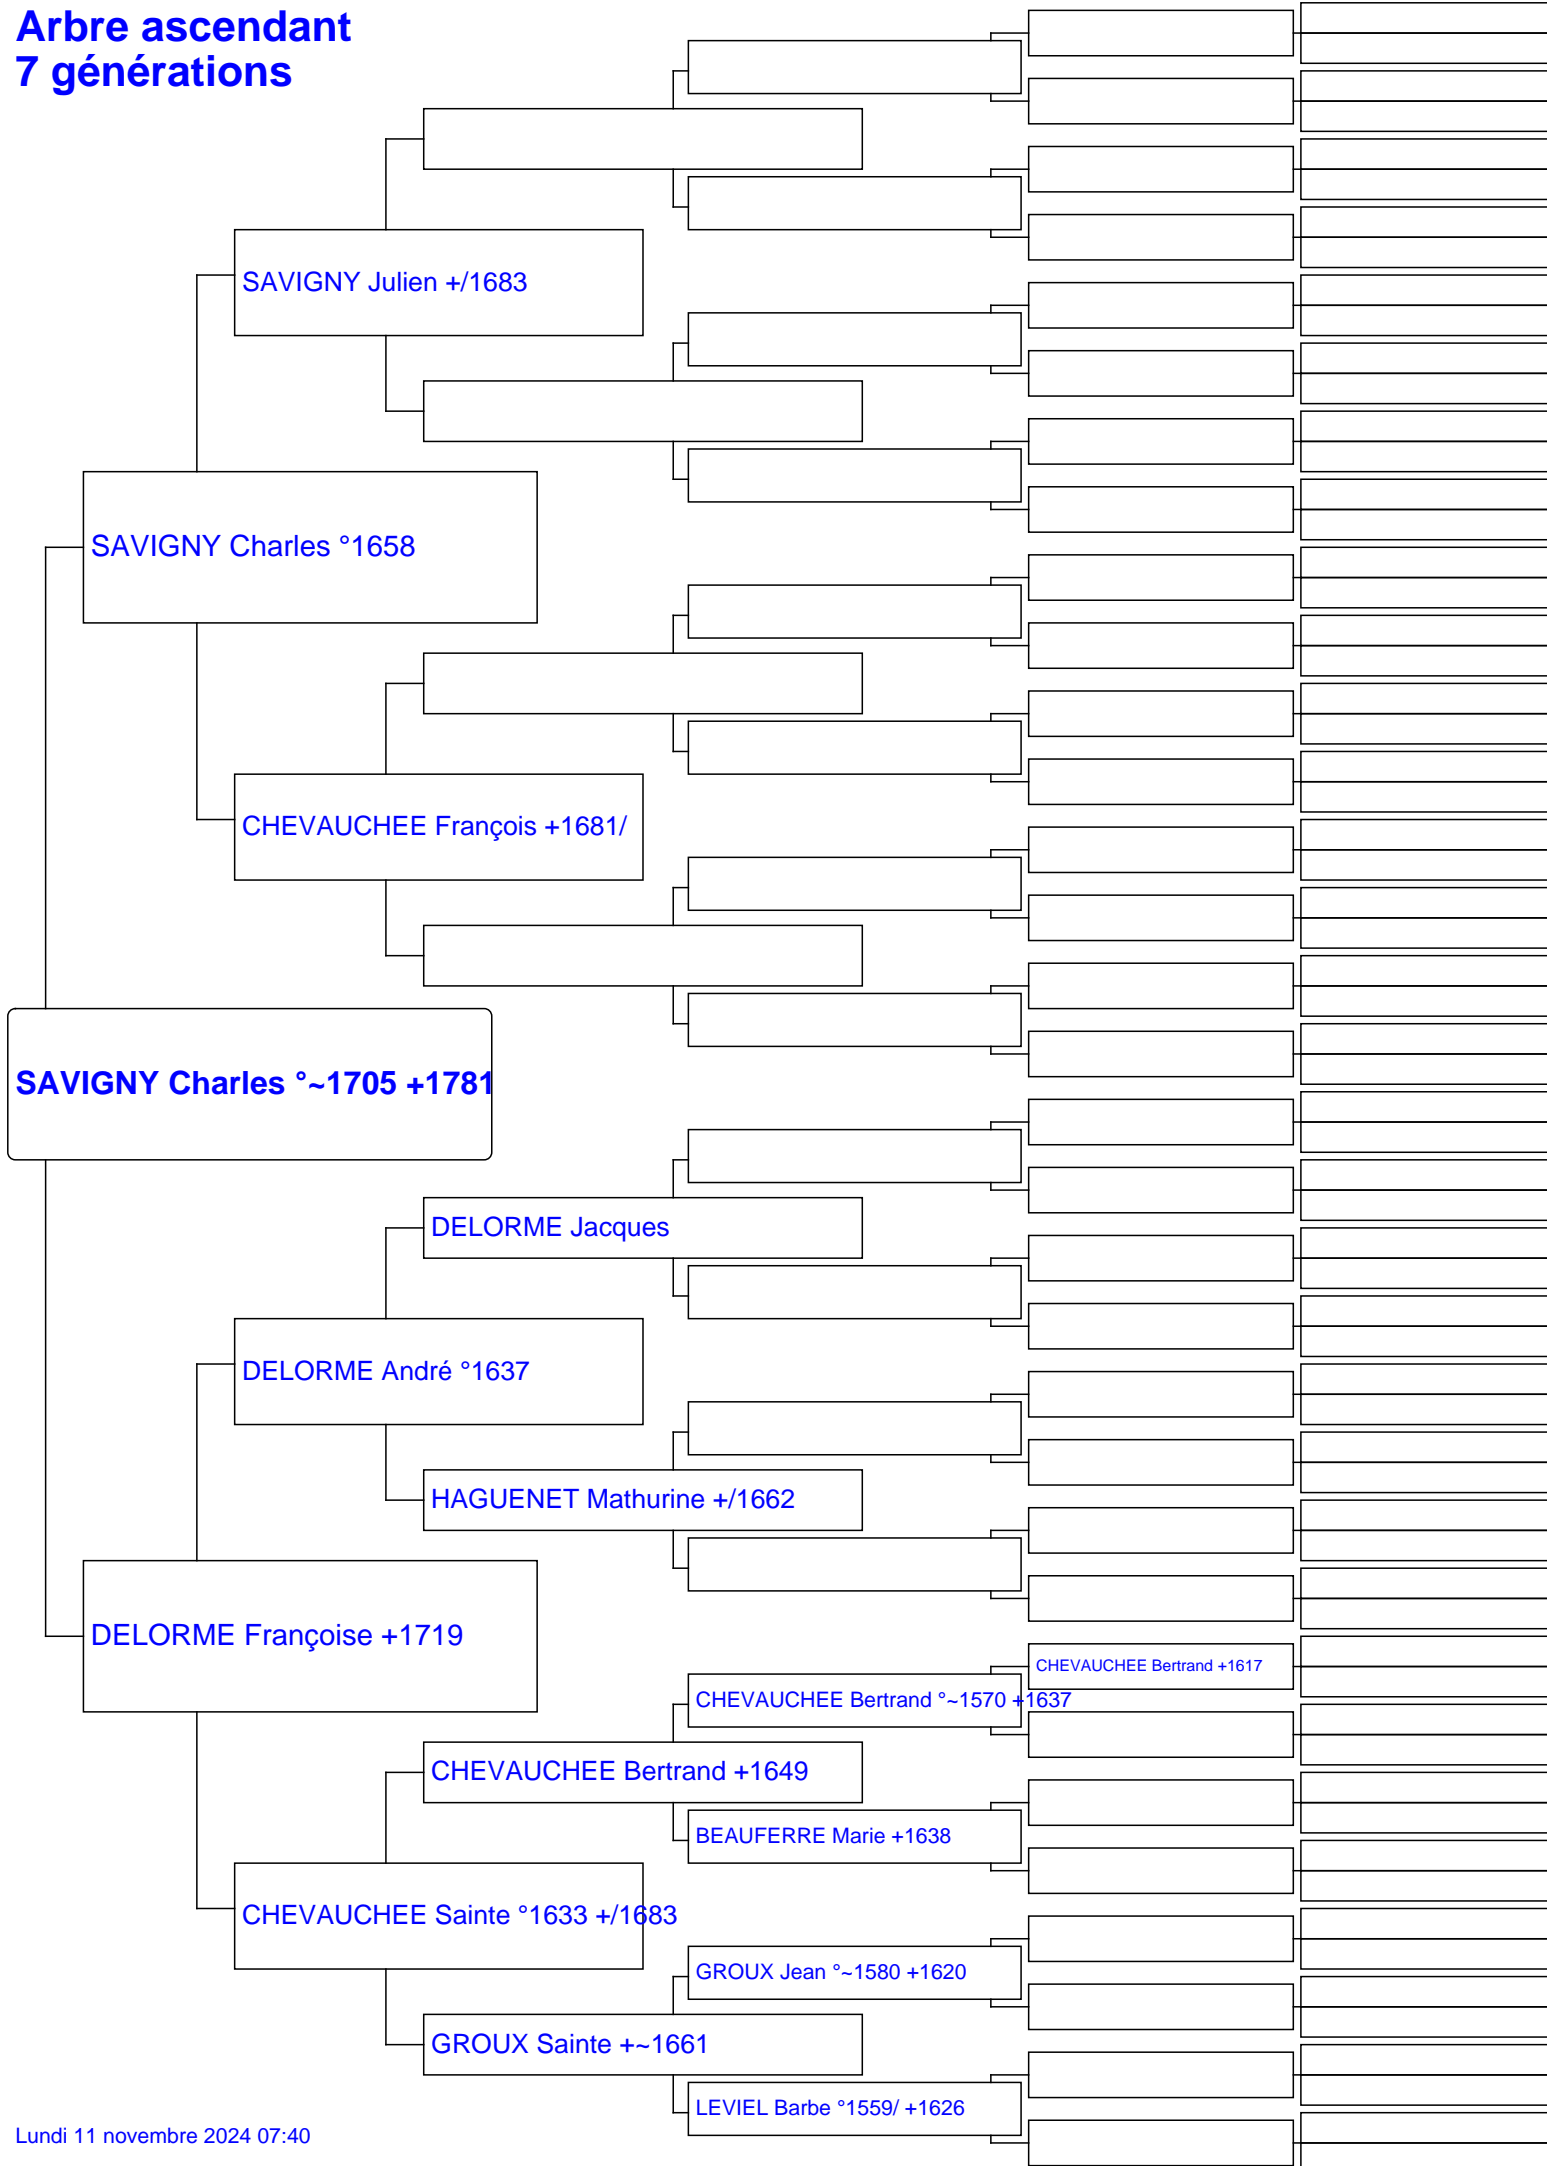 Arbre ascendant
7 générations
SAVIGNY Julien +/1683
SAVIGNY Charles °1658
CHEVAUCHEE François +1681/
SAVIGNY Charles °~1705 +1781
DELORME Jacques
DELORME André °1637
HAGUENET Mathurine +/1662
DELORME Françoise +1719
CHEVAUCHEE Bertrand +1617
CHEVAUCHEE Bertrand °~1570 +1637
CHEVAUCHEE Bertrand +1649
BEAUFERRE Marie +1638
CHEVAUCHEE Sainte °1633 +/1683
GROUX Jean °~1580 +1620
GROUX Sainte +~1661
LEVIEL Barbe °1559/ +1626
Lundi 11 novembre 2024 07:40